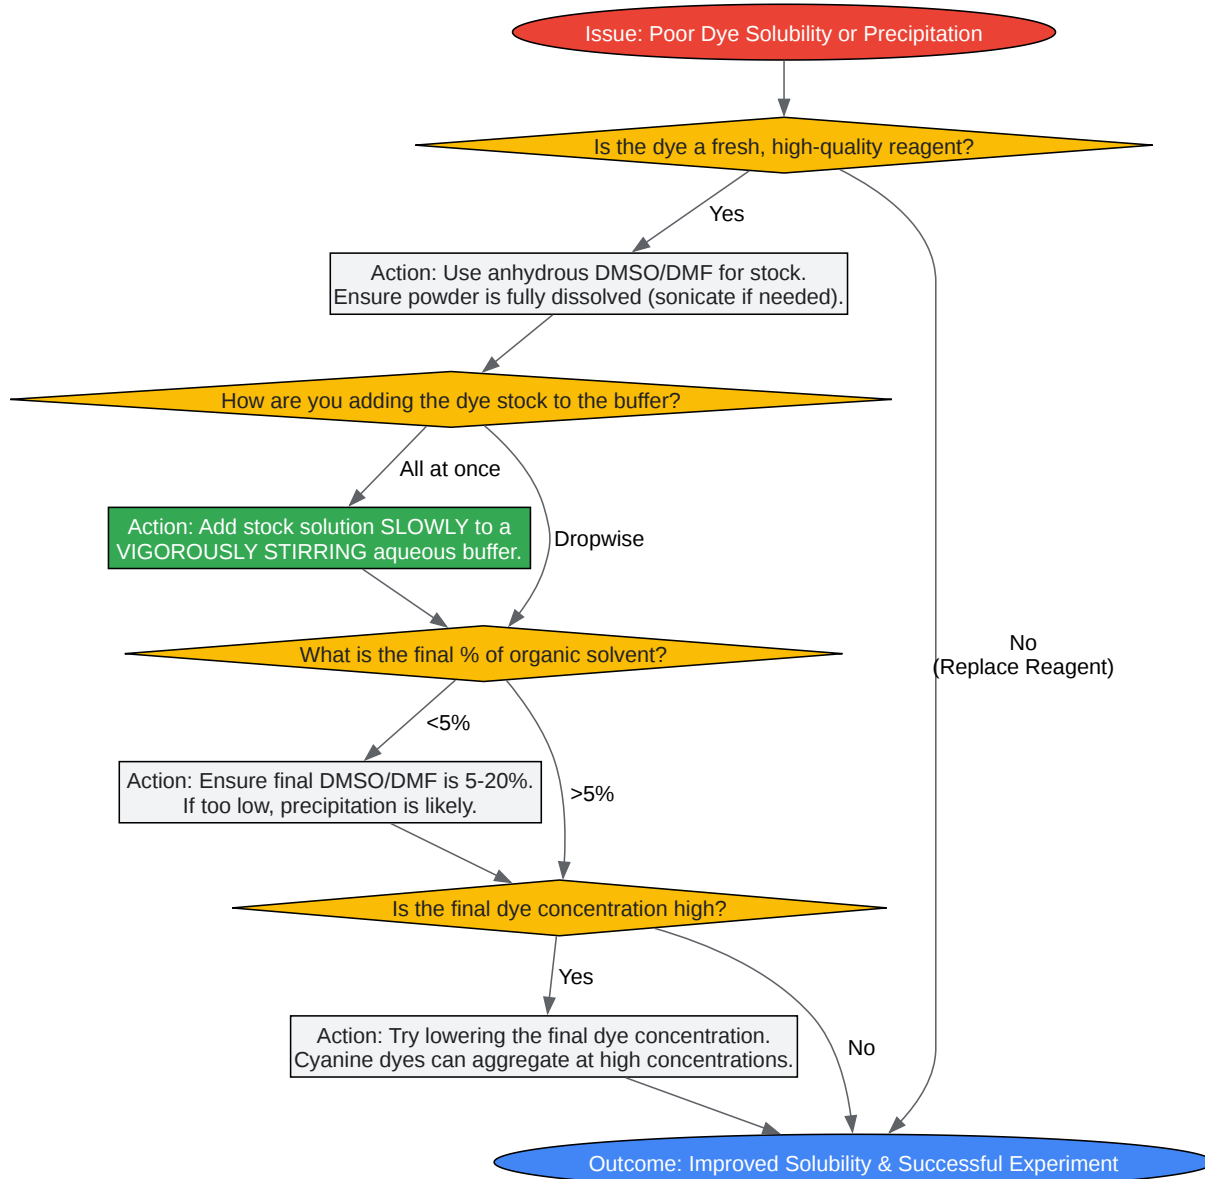 Issue: Poor Dye Solubility or Precipitation
Is the dye a fresh, high-quality reagent?
Yes
Action: Use anhydrous DMSO/DMF for stock.
Ensure powder is fully dissolved (sonicate if needed).
How are you adding the dye stock to the buffer?
All at once
Action: Add stock solution SLOWLY to a
VIGOROUSLY STIRRING aqueous buffer.
Dropwise
What is the final % of organic solvent?
No
(Replace Reagent)
<5%
Action: Ensure final DMSO/DMF is 5-20%.
If too low, precipitation is likely.
>5%
Is the final dye concentration high?
Yes
Action: Try lowering the final dye concentration.
Cyanine dyes can aggregate at high concentrations.
No
Outcome: Improved Solubility & Successful Experiment